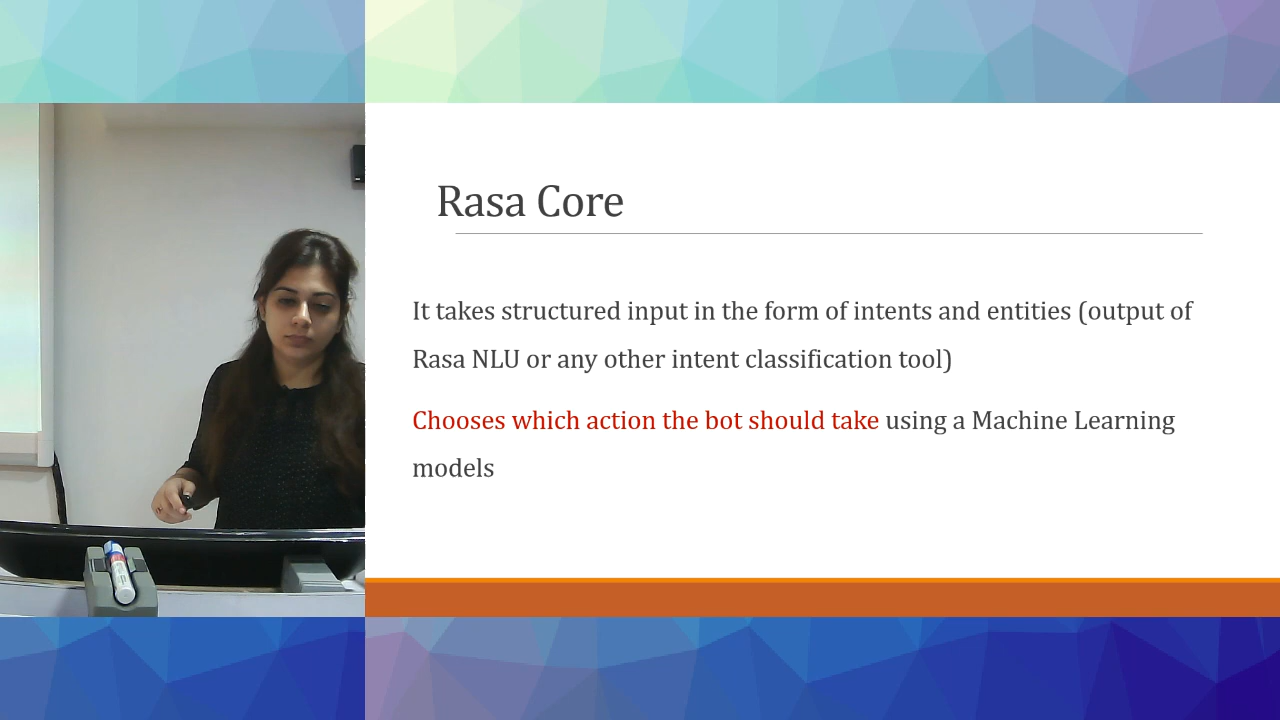 Rasa Core
It takes structured input in the form of intents and entities (output of
Rasa NLU or any other intent classification tool)
Chooses which action the bot should take using a Machine Learning
models